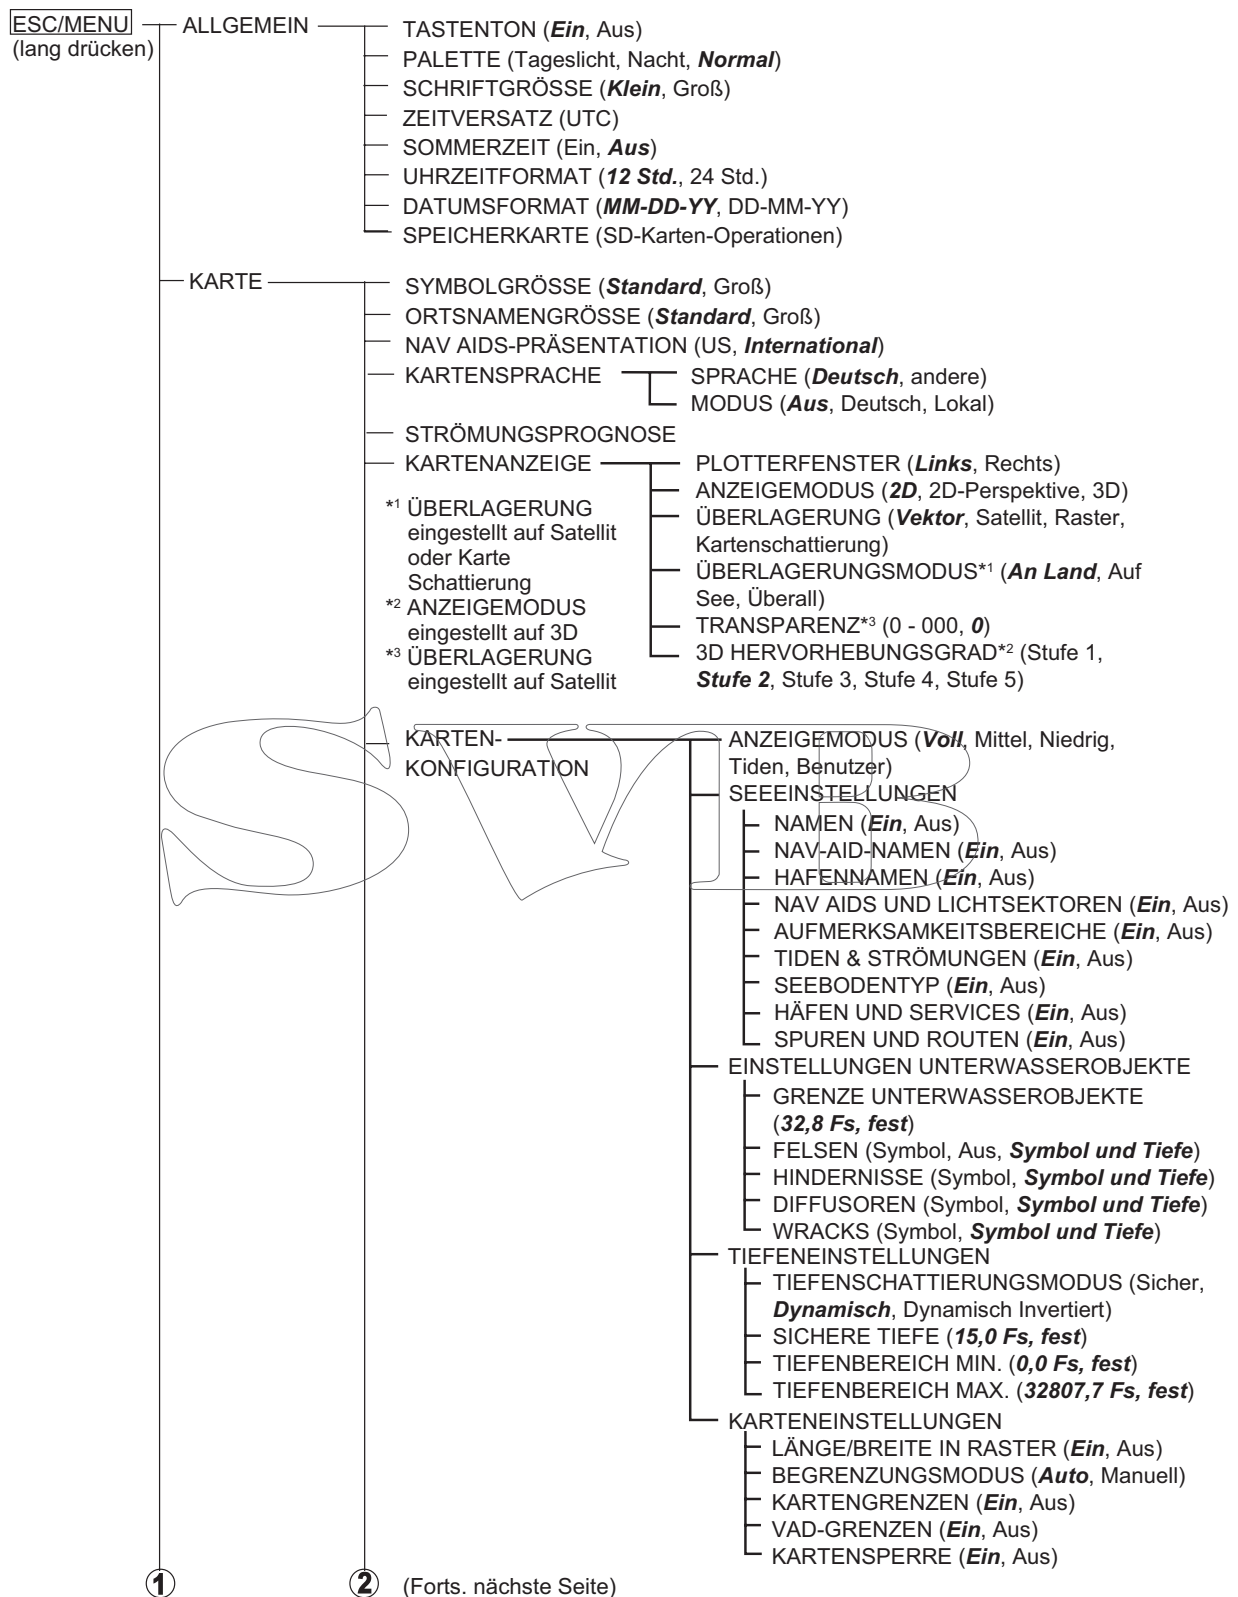 ESC/MENU
(lang drücken)
ALLGEMEIN
TASTENTON (Ein, Aus)
PALETTE (Tageslicht, Nacht, Normal)
SCHRIFTGRÖSSE (Klein, Groß)
ZEITVERSATZ (UTC)
SOMMERZEIT (Ein, Aus)
UHRZEITFORMAT (12 Std., 24 Std.)
DATUMSFORMAT (MM-DD-YY, DD-MM-YY)
SPEICHERKARTE (SD-Karten-Operationen)
KARTE
SYMBOLGRÖSSE (Standard, Groß)
ORTSNAMENGRÖSSE (Standard, Groß)
NAV AIDS-PRÄSENTATION (US, International)
KARTENSPRACHE
SPRACHE (Deutsch, andere)
MODUS (Aus, Deutsch, Lokal)
STRÖMUNGSPROGNOSE
KARTENANZEIGE
PLOTTERFENSTER (Links, Rechts)
ANZEIGEMODUS (2D, 2D-Perspektive, 3D)
ÜBERLAGERUNG (Vektor, Satellit, Raster,
Kartenschattierung)
ÜBERLAGERUNGSMODUS*1 (An Land, Auf
See, Überall)
TRANSPARENZ*3 (0 - 000, 0)
3D HERVORHEBUNGSGRAD*2 (Stufe 1,
Stufe 2, Stufe 3, Stufe 4, Stufe 5)
*1 ÜBERLAGERUNG
eingestellt auf Satellit
oder Karte
Schattierung
*2 ANZEIGEMODUS
eingestellt auf 3D
*3 ÜBERLAGERUNG
eingestellt auf Satellit
KARTEN-
KONFIGURATION
ANZEIGEMODUS (Voll, Mittel, Niedrig,
Tiden, Benutzer)
SEEEINSTELLUNGEN
NAMEN (Ein, Aus)
NAV-AID-NAMEN (Ein, Aus)
HAFENNAMEN (Ein, Aus)
NAV AIDS UND LICHTSEKTOREN (Ein, Aus)
AUFMERKSAMKEITSBEREICHE (Ein, Aus)
TIDEN & STRÖMUNGEN (Ein, Aus)
SEEBODENTYP (Ein, Aus)
HÄFEN UND SERVICES (Ein, Aus)
SPUREN UND ROUTEN (Ein, Aus)
EINSTELLUNGEN UNTERWASSEROBJEKTE
GRENZE UNTERWASSEROBJEKTE
(32,8 Fs, fest)
FELSEN (Symbol, Aus, Symbol und Tiefe)
HINDERNISSE (Symbol, Symbol und Tiefe)
DIFFUSOREN (Symbol, Symbol und Tiefe)
WRACKS (Symbol, Symbol und Tiefe)
TIEFENEINSTELLUNGEN
TIEFENSCHATTIERUNGSMODUS (Sicher,
Dynamisch, Dynamisch Invertiert)
SICHERE TIEFE (15,0 Fs, fest)
TIEFENBEREICH MIN. (0,0 Fs, fest)
TIEFENBEREICH MAX. (32807,7 Fs, fest)
KARTENEINSTELLUNGEN
LÄNGE/BREITE IN RASTER (Ein, Aus)
BEGRENZUNGSMODUS (Auto, Manuell)
KARTENGRENZEN (Ein, Aus)
VAD-GRENZEN (Ein, Aus)
KARTENSPERRE (Ein, Aus)
1
2
(Forts. nächste Seite)
SVB